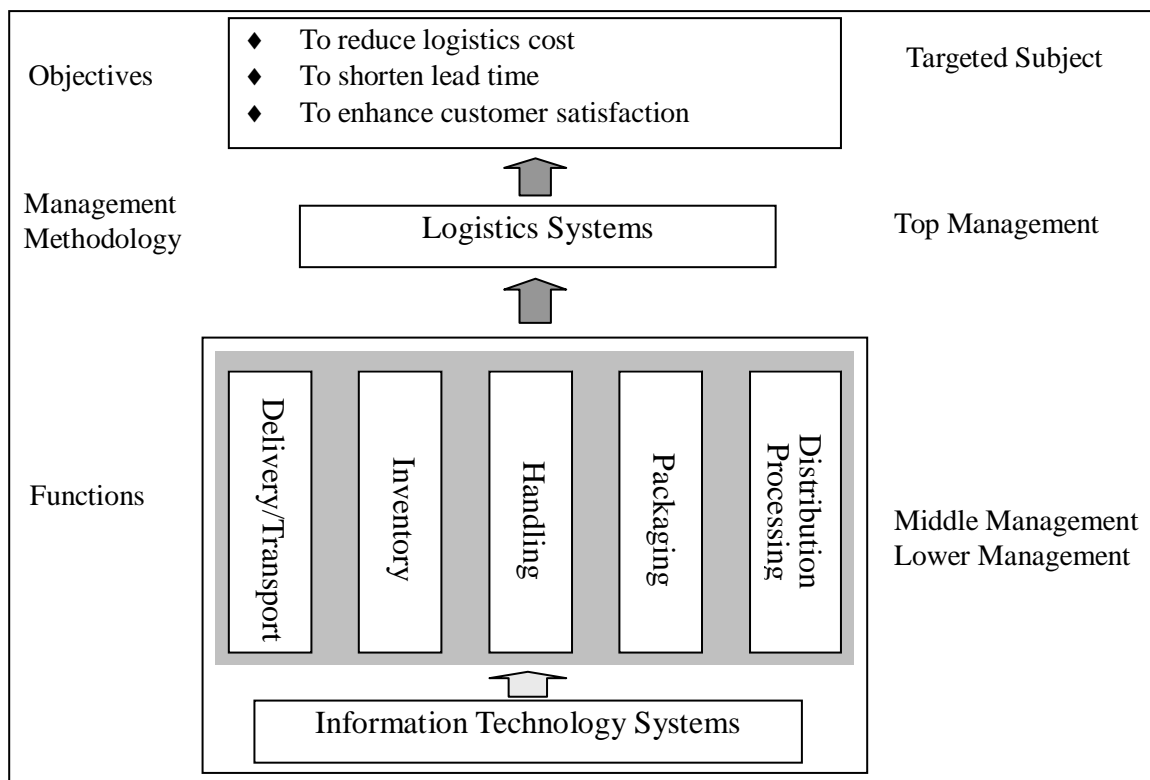 Objectives
♦ To reduce logistics cost
♦ To shorten lead time
♦ To enhance customer satisfaction
Targeted Subject
Management
Methodology
Logistics Systems
Top Management
Functions
Delivery/Transport
Inventory
Handling
Packaging
Distribution
Processing
Middle Management
Lower Management
Information Technology Systems